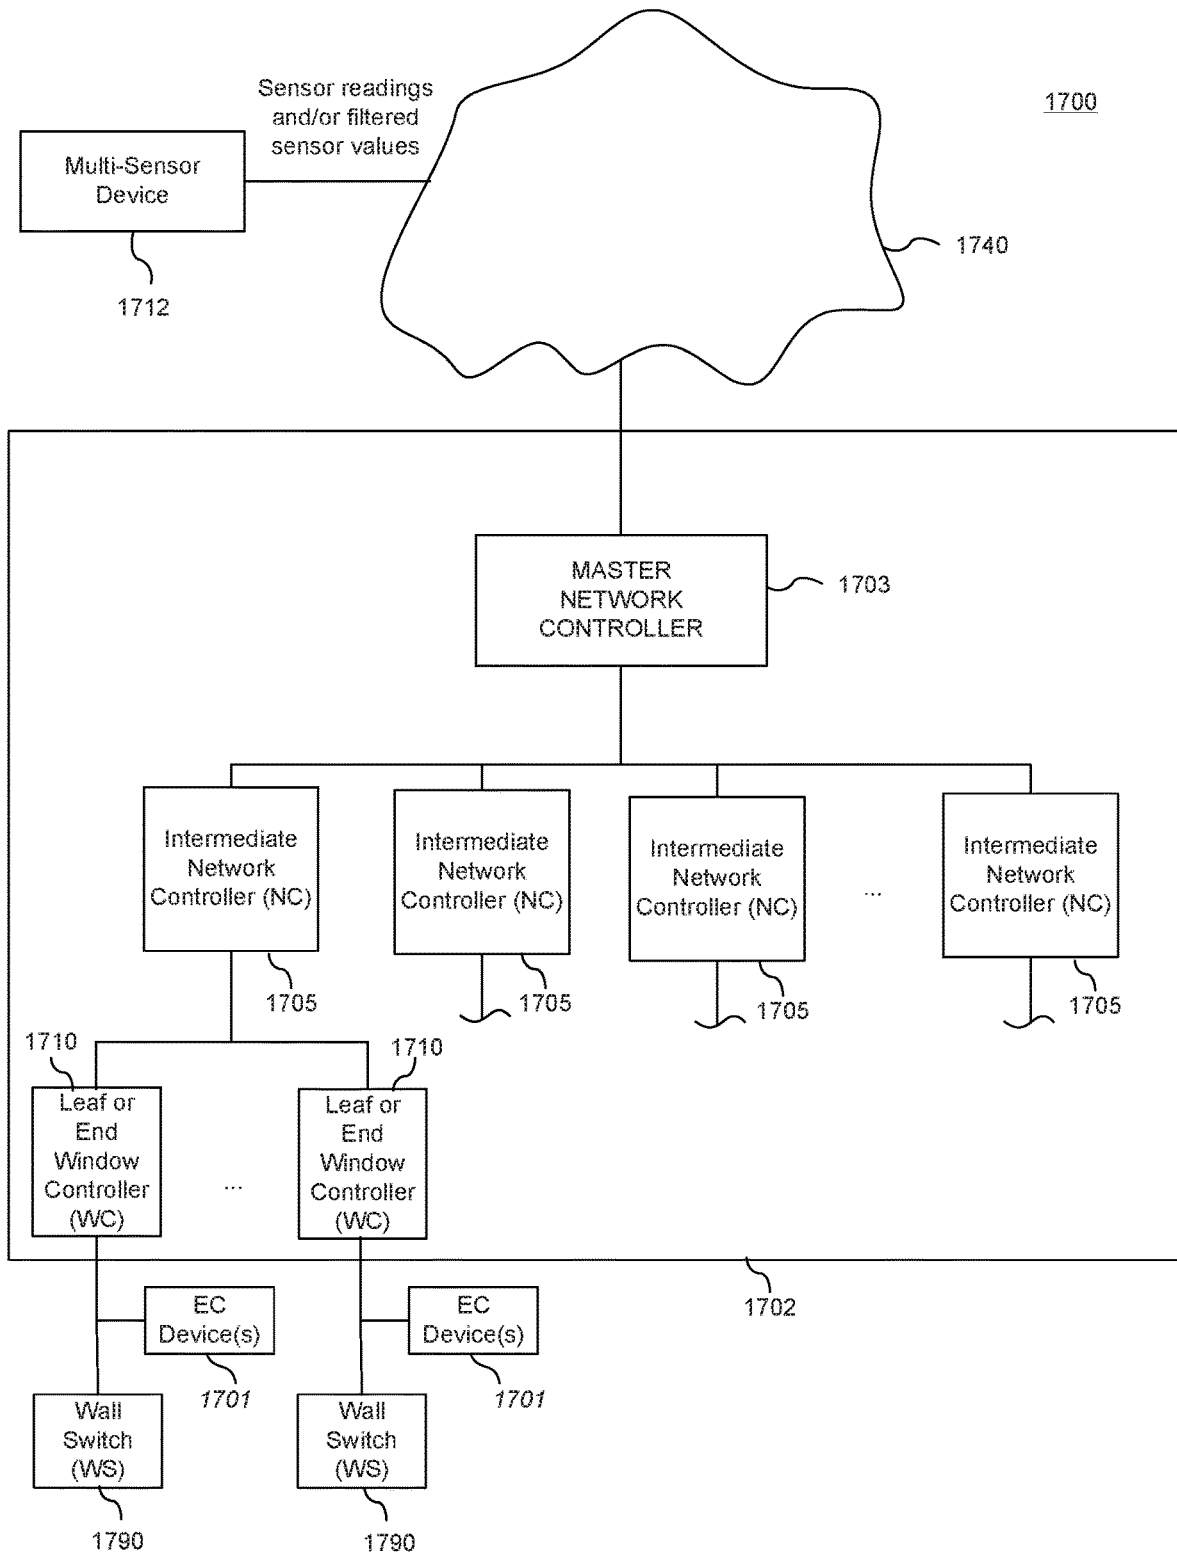 Sensor readings
and/or filtered
sensor values
1700
Multi-Sensor
Device
1712
1740
MASTER
NETWORK
CONTROLLER
1703
Intermediate
Network
Controller (NC)
1705
Intermediate
Network
Controller (NC)
1705
Intermediate
Network
Controller (NC)
1705
...
Intermediate
Network
Controller (NC)
1705
1710
Leaf or
End
Window
Controller
(WC)
...
1710
Leaf or
End
Window
Controller
(WC)
1702
EC
Device(s)
1701
EC
Device(s)
1701
Wall
Switch
(WS)
1790
Wall
Switch
(WS)
1790